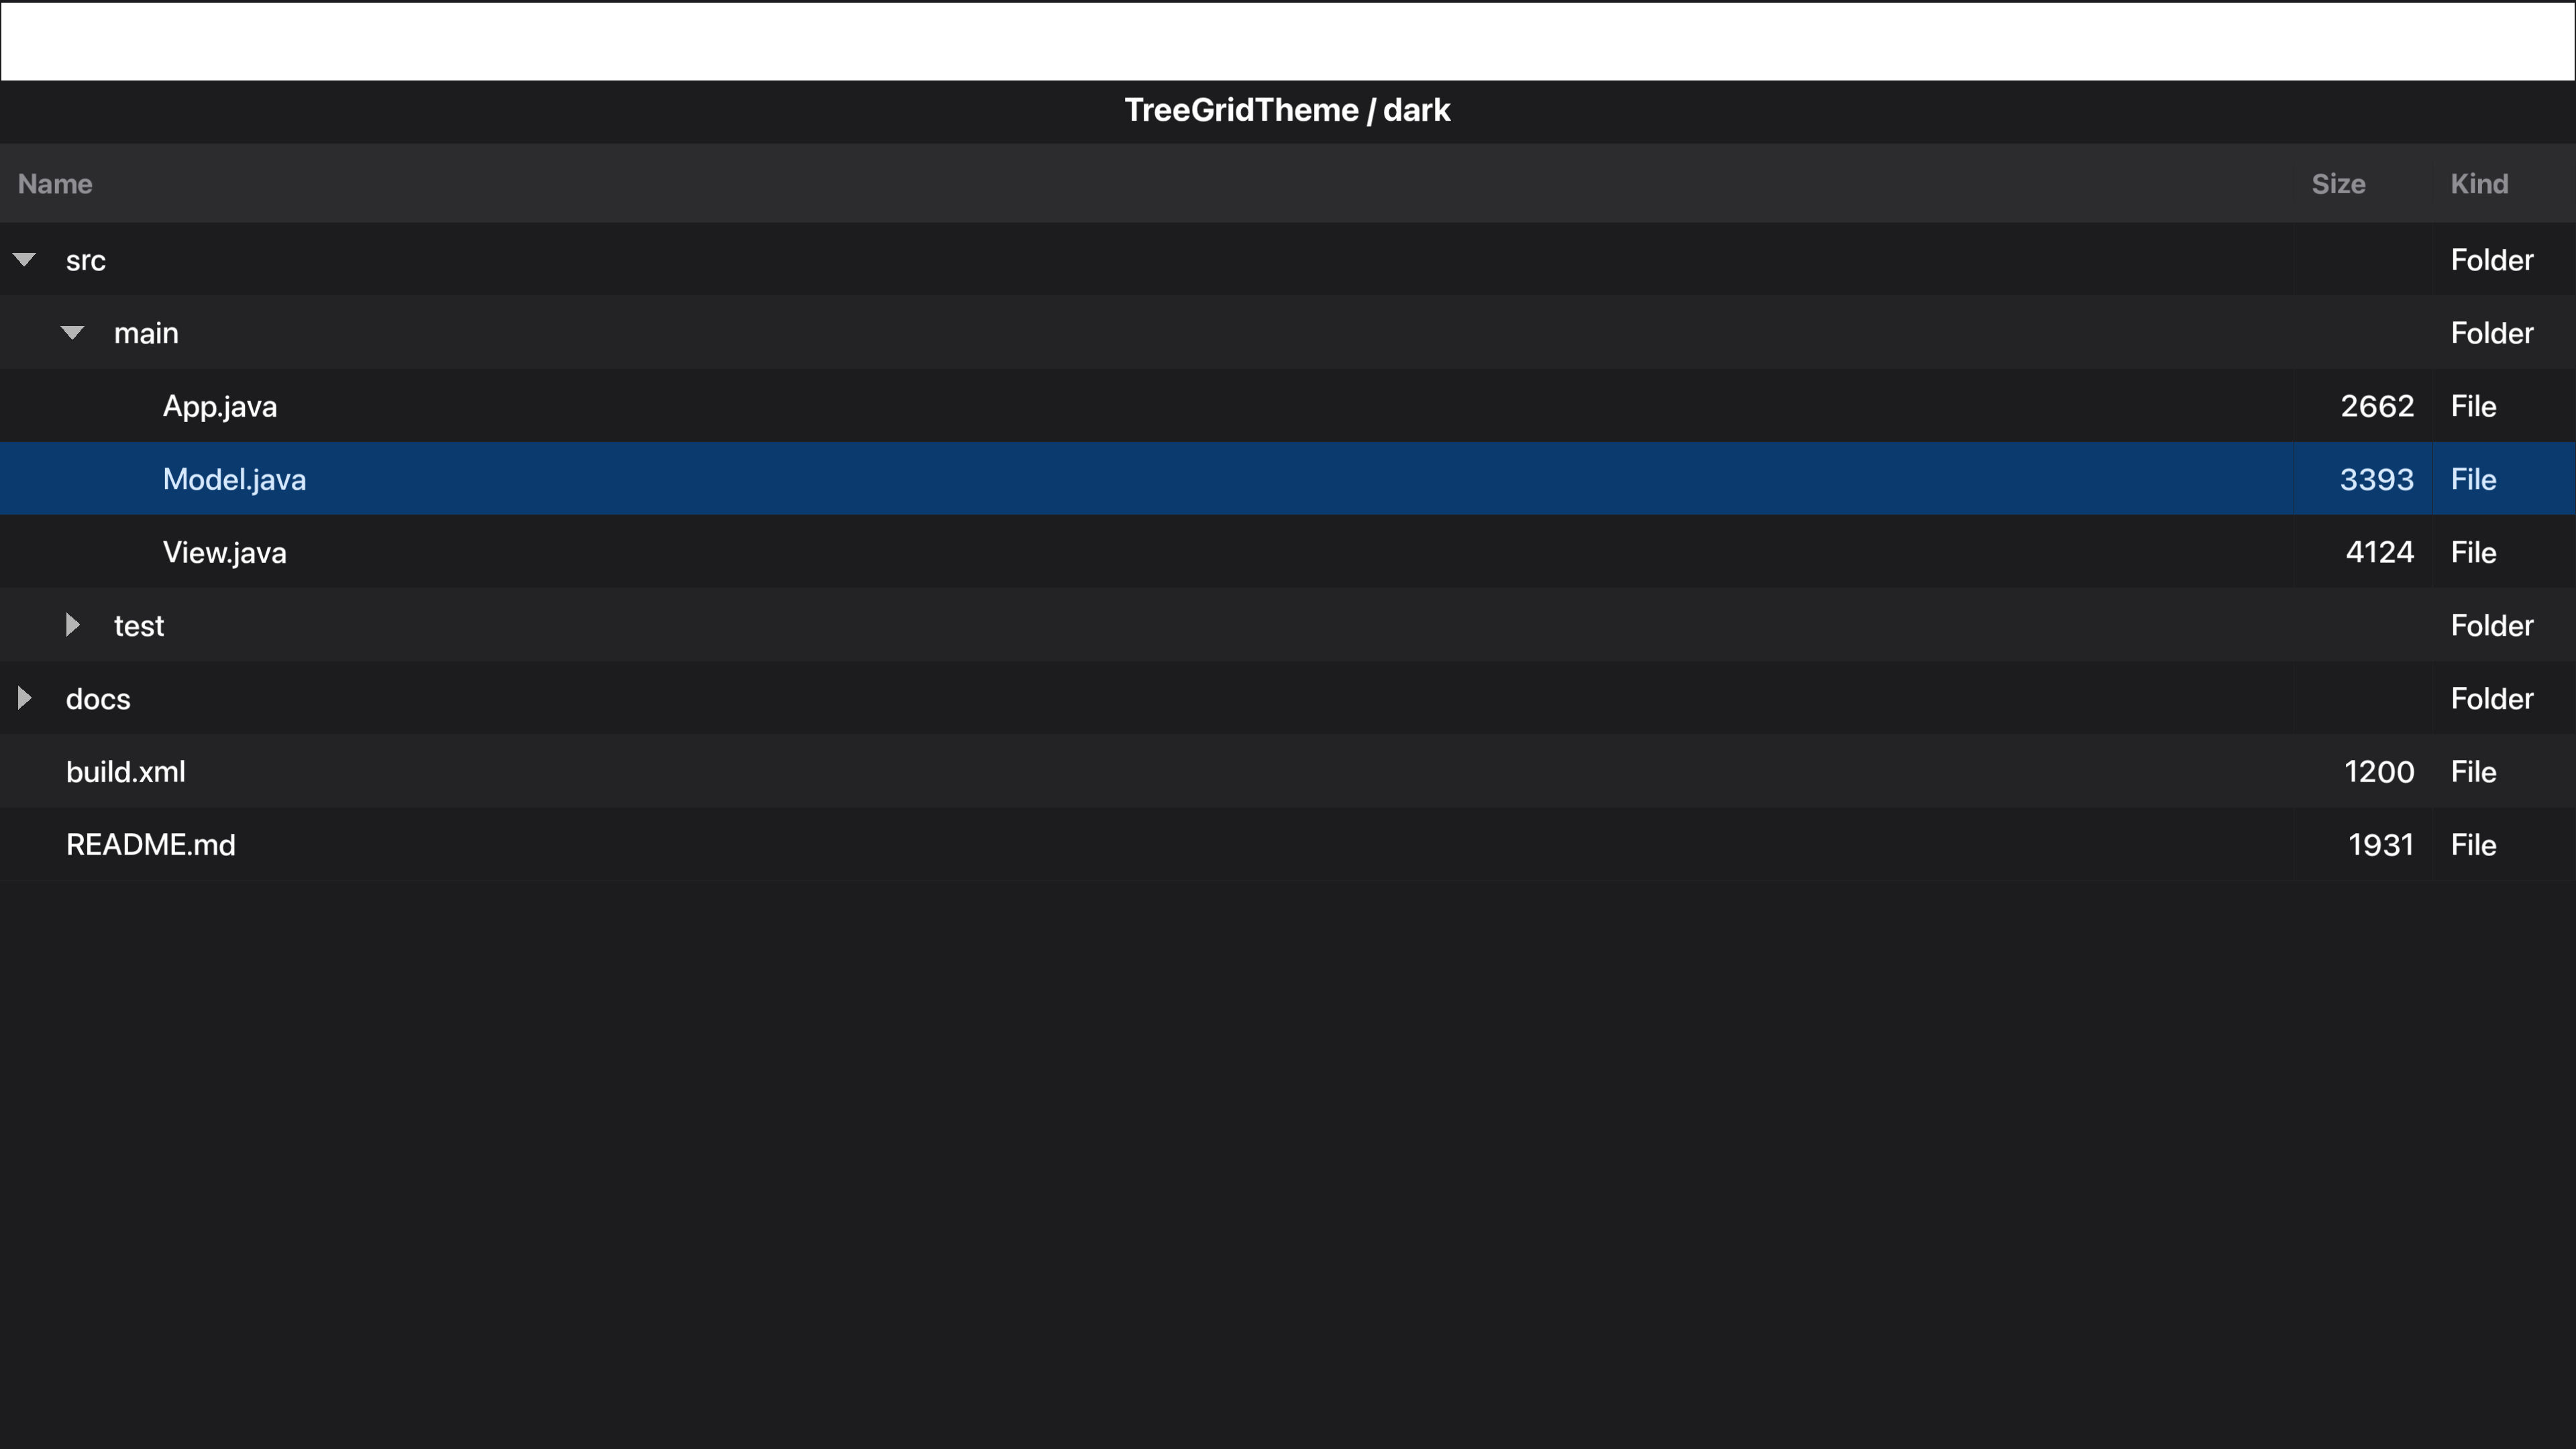 TreeGridTheme / dark
Name Size Kind
src Folder
main Folder
App.java 2662 File
Model.java 3393 File
View.java 4124 File
test Folder
docs Folder
build.xml 1200 File
README.md 1931 File